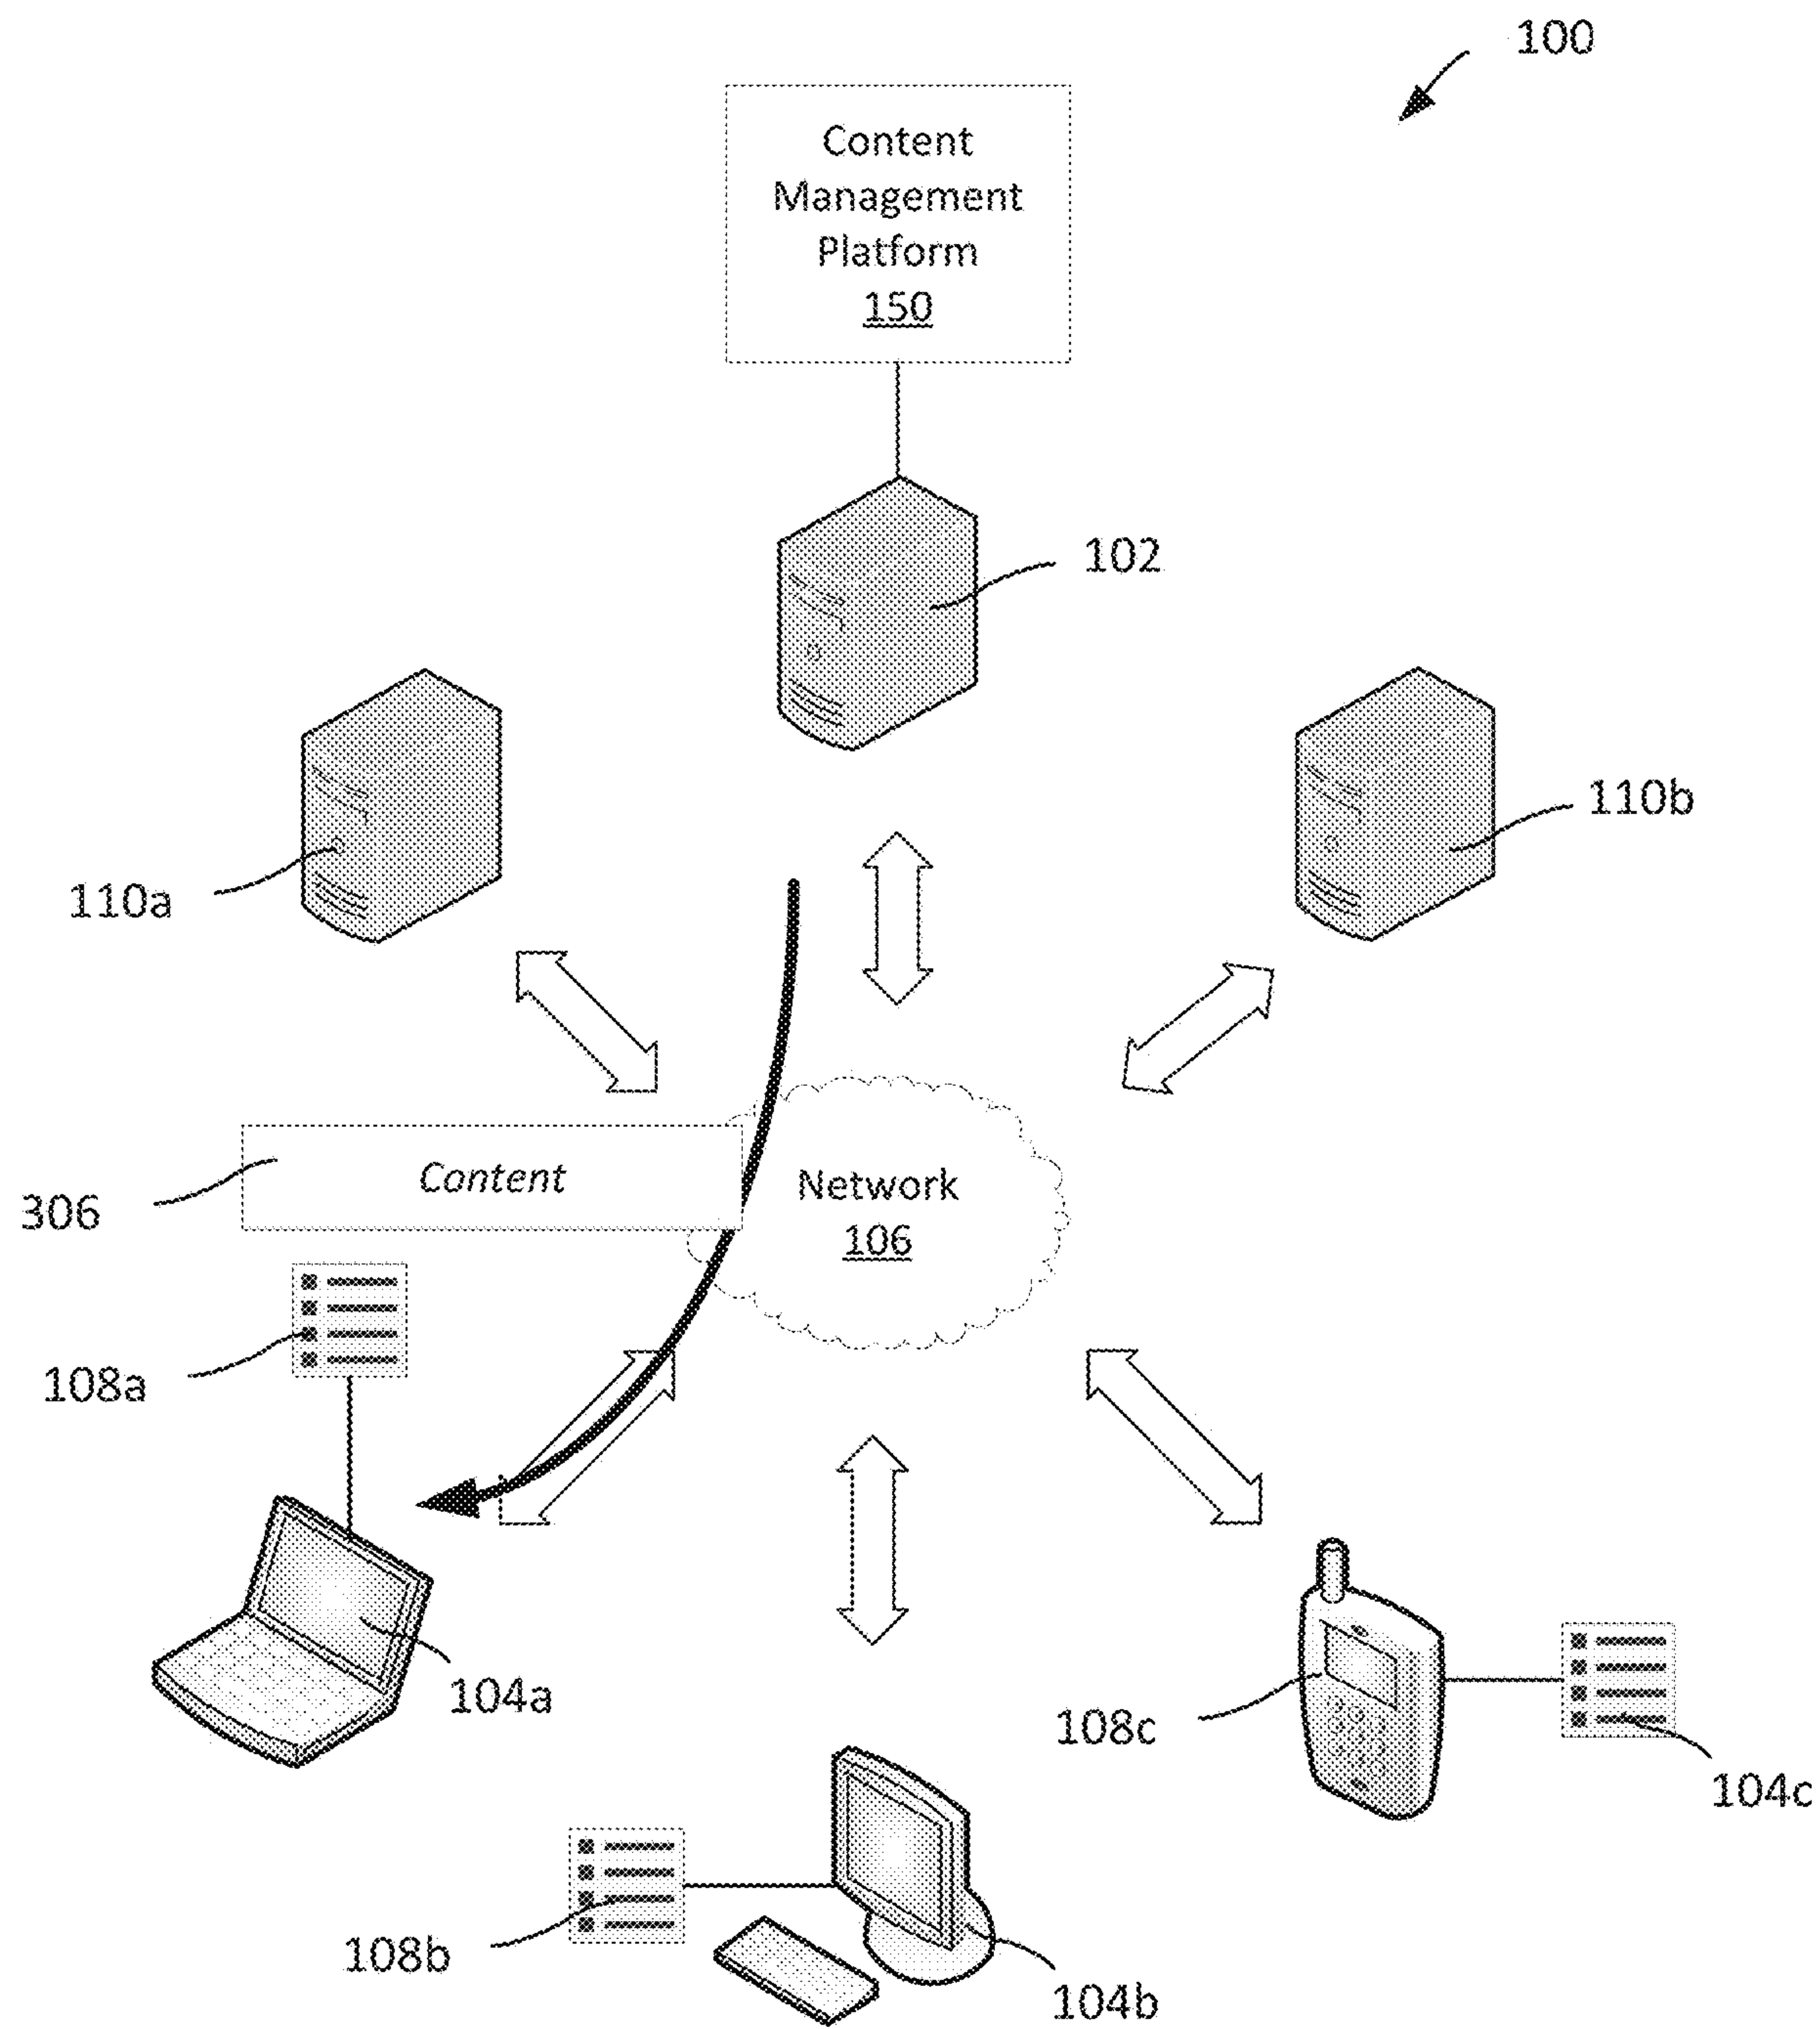 100
Content
Management
Platform
150
102
110b
110a
Content
Network
106
306
108a
104a
108c
104c
108b
104b